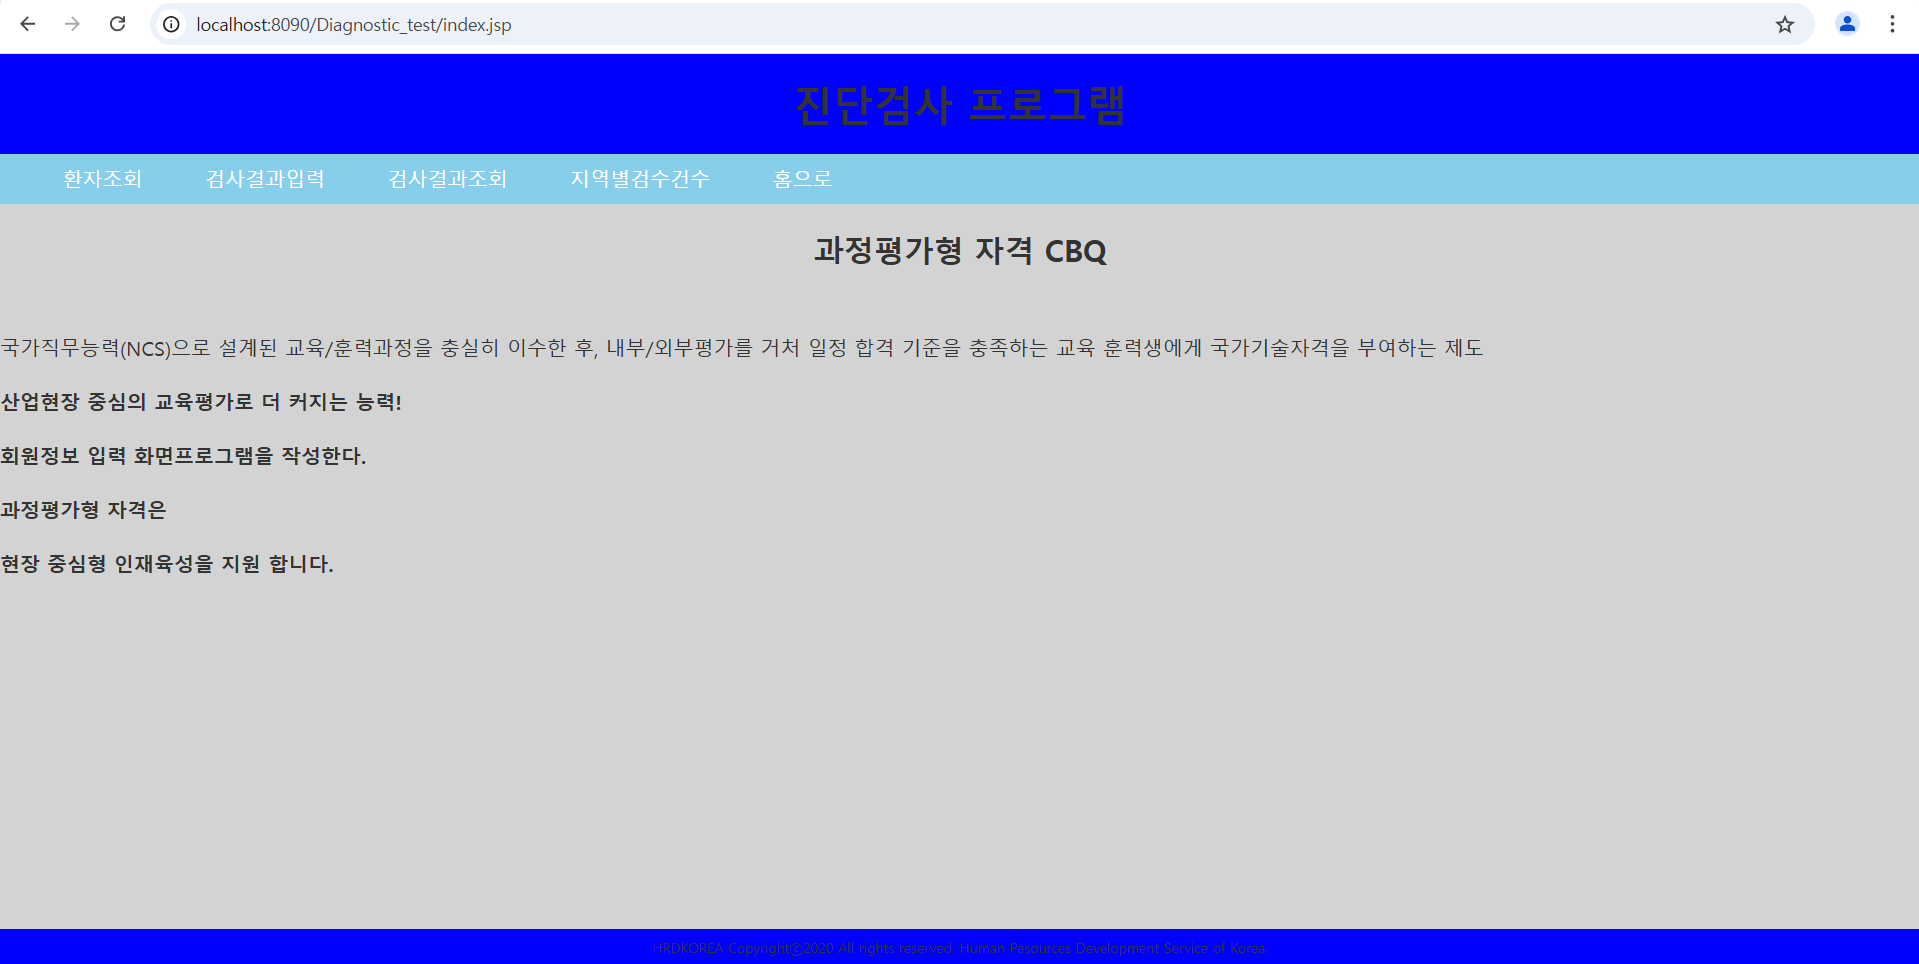 localhost:8090/Diagnostic_test/index.jsp
진단검사 프로그램
환자조회 검사결과입력 검사결과조회 지역별검수건수 홈으로
과정평가형 자격 CBQ
국가직무능력(NCS)으로 설계된 교육/훈력과정을 충실히 이수한 후, 내부/외부평가를 거처 일정 합격 기준을 충족하는 교육 훈력생에게 국가기술자격을 부여하는 제도
산업현장 중심의 교육평가로 더 커지는 능력!
회원정보 입력 화면프로그램을 작성한다.
과정평가형 자격은
현장 중심형 인재육성을 지원 합니다.
HRDKOREA Copyright©2020 All rights reserved. Human Pesources Development Service of Korea.